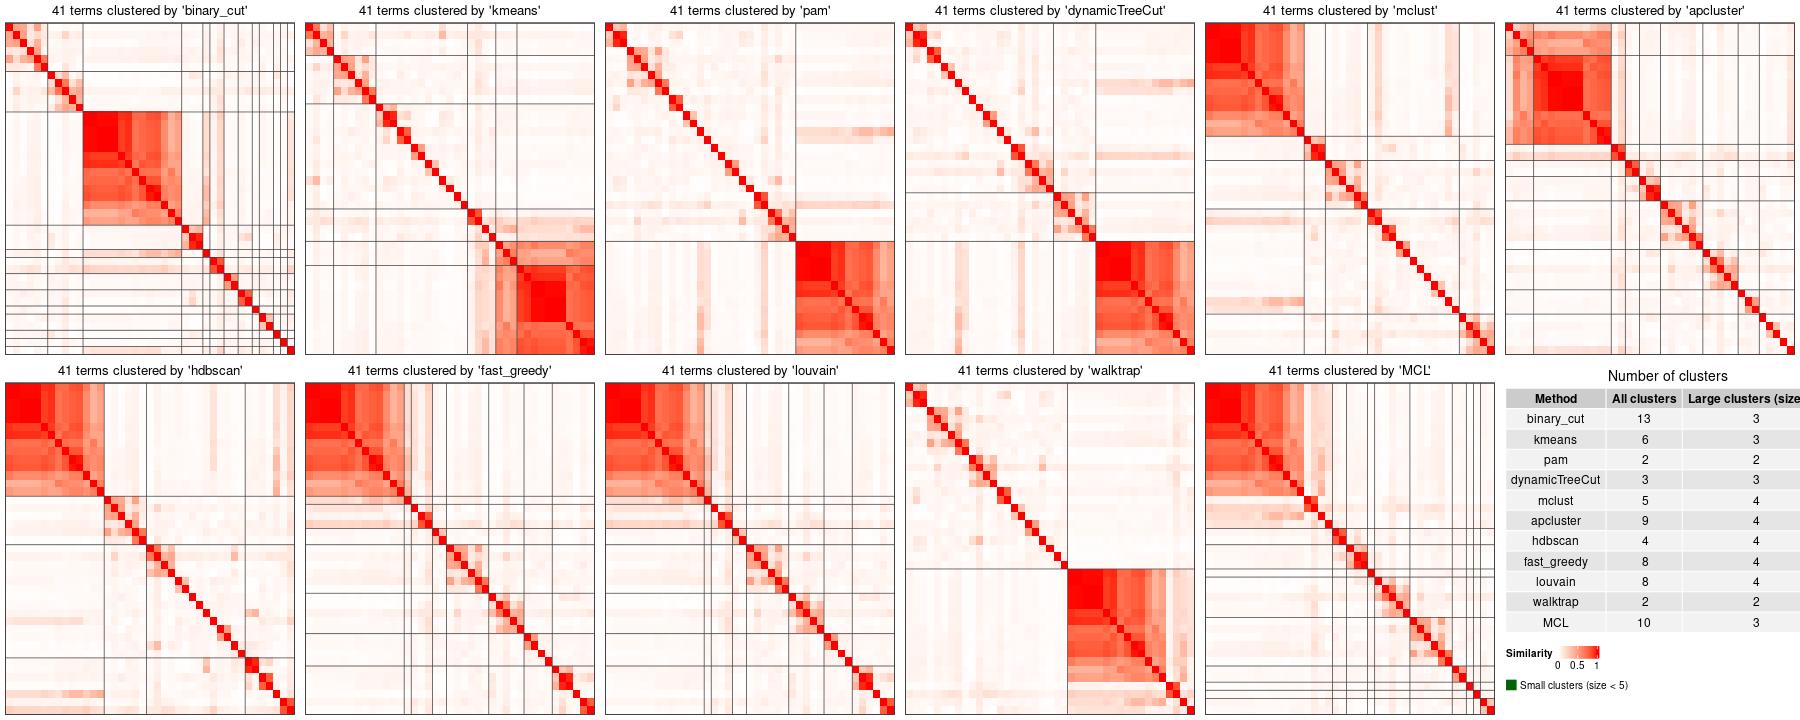 41 terms clustered by 'binary_cut'
41 terms clustered by 'kmeans'
41 terms clustered by 'pam'
41 terms clustered by 'dynamicTreeCut'
41 terms clustered by 'mclust'
41 terms clustered by 'apcluster'
41 terms clustered by 'hdbscan'
41 terms clustered by 'fast_greedy'
41 terms clustered by 'louvain'
41 terms clustered by 'walktrap'
41 terms clustered by 'MCL'
Number of clusters
Method All clusters Large clusters (size
binary_cut 13 3
kmeans 6 3
pam 2 2
dynamicTreeCut 3 3
mclust 5 4
apcluster 9 4
hdbscan 4 4
fast_greedy 8 4
louvain 8 4
walktrap 2 2
MCL 10 3
Similarity
0 0.5 1
Small clusters (size < 5)